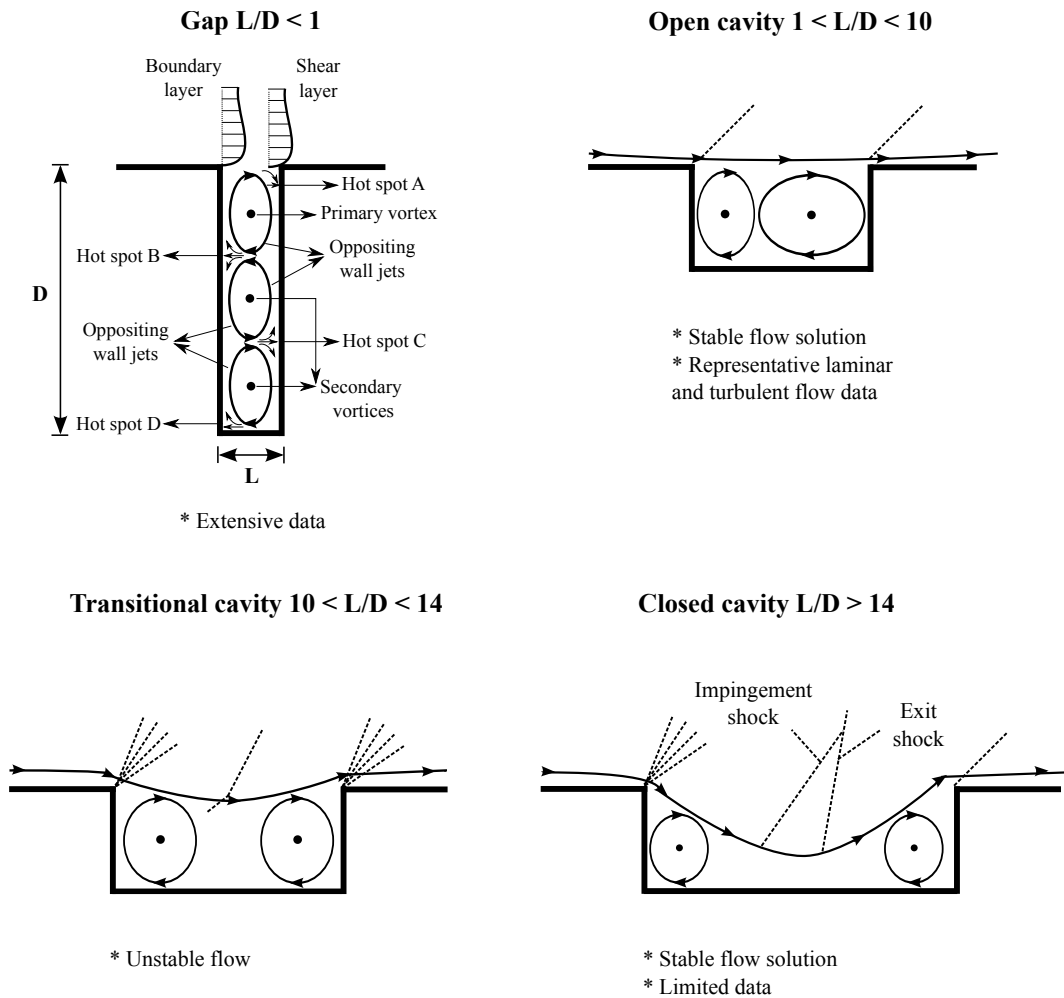 Gap L/D < 1
Boundary
layer
Shear
layer
Hot spot A
Primary vortex
Hot spot B
Oppositing
wall jets
D
Oppositing
wall jets
Hot spot C
Secondary
vortices
Hot spot D
L
* Extensive data
Open cavity 1 < L/D < 10
* Stable flow solution
* Representative laminar
and turbulent flow data
Transitional cavity 10 < L/D < 14
* Unstable flow
Closed cavity L/D > 14
Impingement
shock
Exit
shock
* Stable flow solution
* Limited data